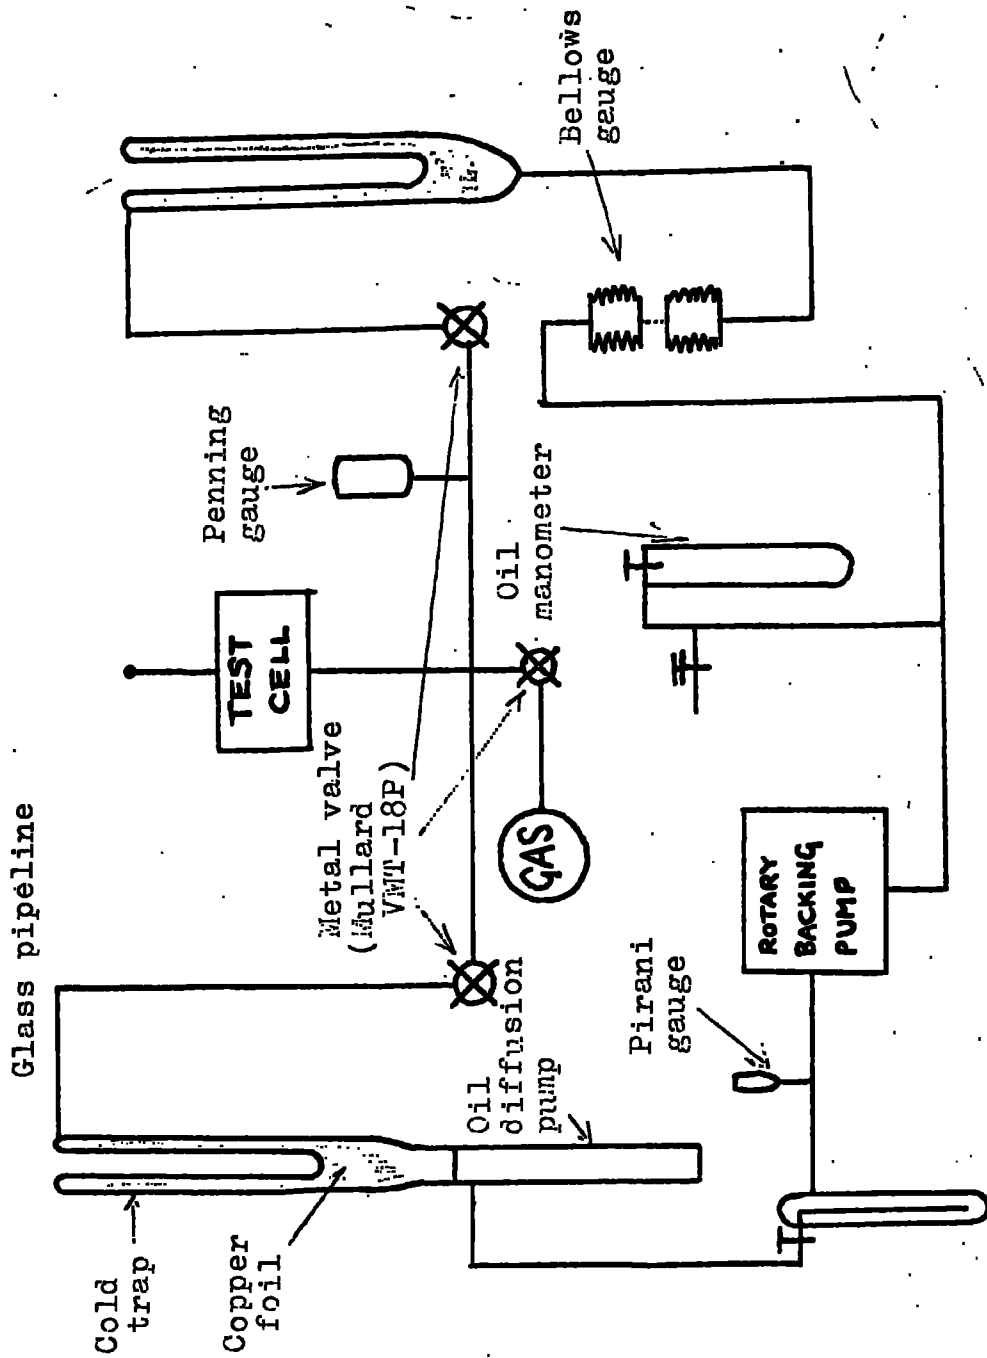 Glass pipeline
Cold
trap
Copper
foil
Oil
diffusion
pump
Metal valve
(Mullard
VMT-18P)
TEST
CELL
Penning
gauge
GAS
Oil
manometer
Bellows
gauge
Pirani
gauge
ROTARY
BACKING
PUMP